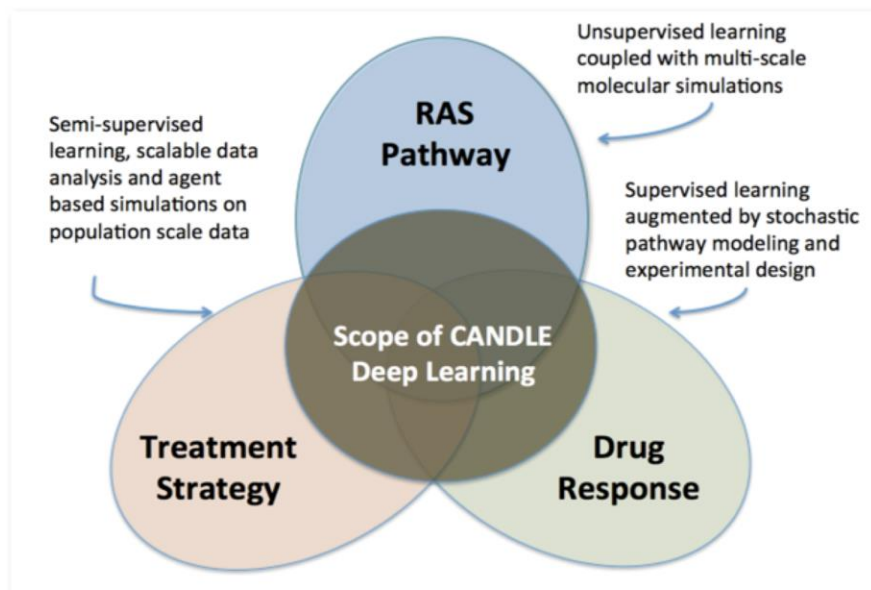 Unsupervised learning
coupled with multi-scale
molecular simulations
RAS
Pathway
Semi-supervised
learning, scalable data
analysis and agent
based simulations on
population scale data
Supervised learning
augmented by stochastic
pathway modeling and
experimental design
Scope of CANDLE
Deep Learning
Treatment
Strategy
Drug
Response